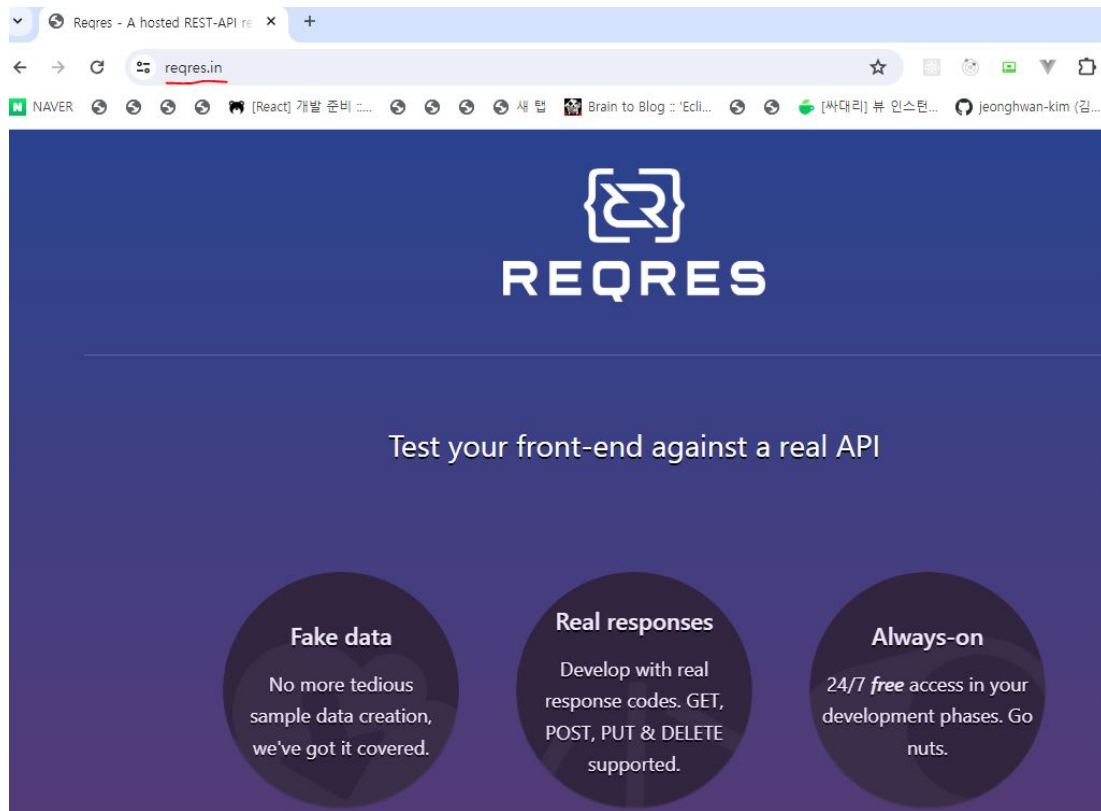 Reqres - A hosted REST-API re
reqres.in
NAVER [React] 개발 준비 ::.... 새 탭 Brain to Blog :: 'Ecli... [싸대리] 뷰 인스턴... jeonghwan-kim (김...
REQRES
Test your front-end against a real API
Fake data
No more tedious
sample data creation,
we've got it covered.
Real responses
Develop with real
response codes. GET,
POST, PUT & DELETE
supported.
Always-on
24/7 free access in your
development phases. Go
nuts.